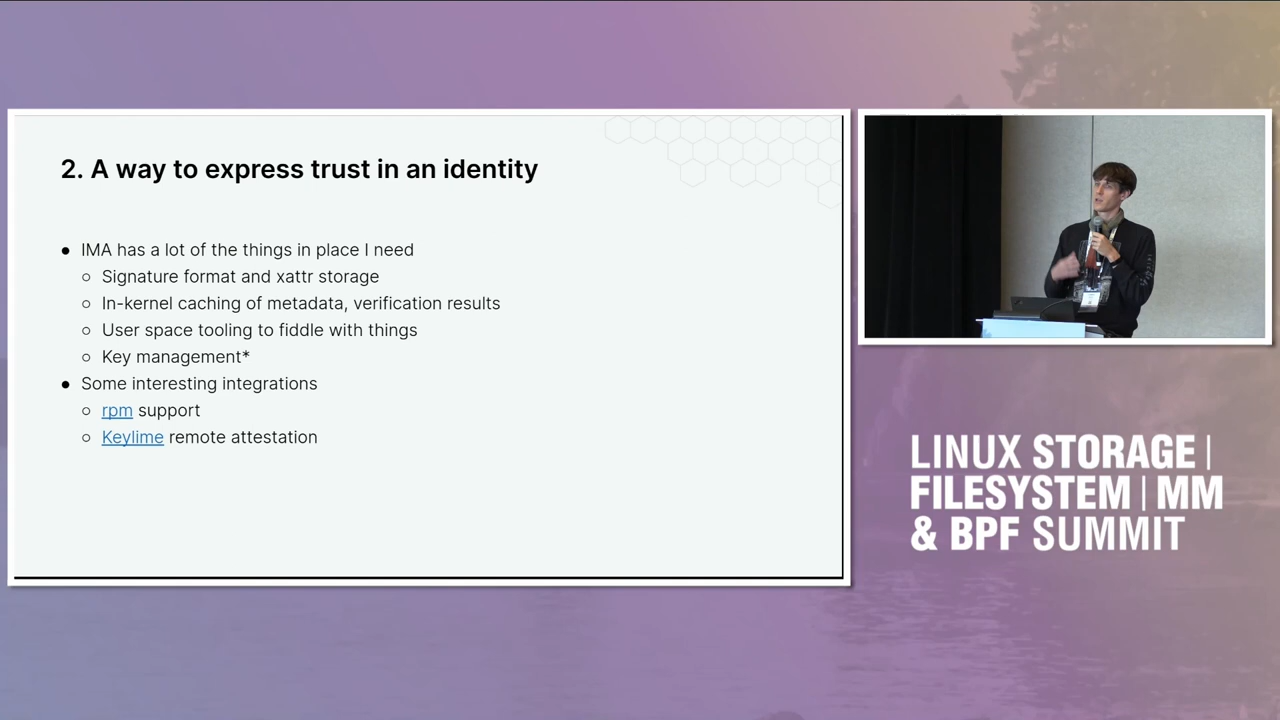 2. A way to express trust in an identity
● IMA has a lot of the things in place I need
○ Signature format and xattr storage
○ In-kernel caching of metadata, verification results
○ User space tooling to fiddle with things
○ Key management*
● Some interesting integrations
○ rpm support
○ Keylime remote attestation
LINUX STORAGE |
FILESYSTEM | MM
& BPF SUMMIT